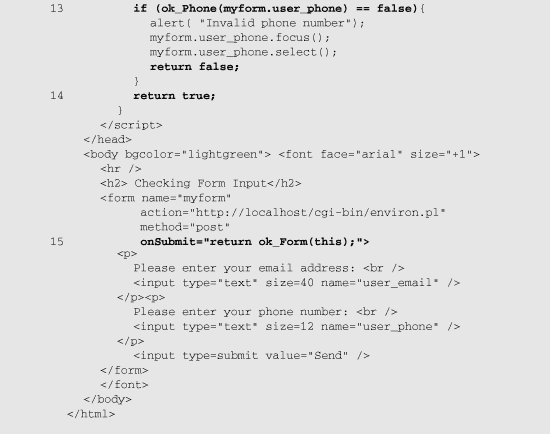 13 if (ok_Phone(myform.user_phone) == false){
alert( "Invalid phone number");
myform.user_phone.focus();
myform.user_phone.select();
return false;
}
14 return true;
}
</script>
</head>
<body bgcolor="lightgreen"> <font face="arial" size="+1">
<hr />
<h2> Checking Form Input</h2>
<form name="myform"
action="http://localhost/cgi-bin/environ.pl"
method="post"
15 onSubmit="return ok_Form(this);">
<p>
Please enter your email address: <br />
<input type="text" size=40 name="user_email" />
</p><p>
Please enter your phone number: <br />
<input type="text" size=12 name="user_phone" />
</p>
<input type=submit value="Send" />
</form>
</font>
</body>
</html>